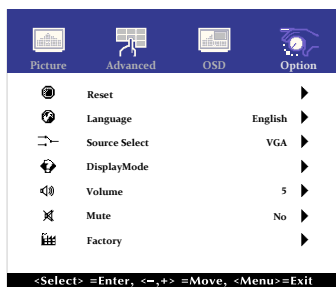 Picture Advanced OSD Option
Reset
Language English
Source Select VGA
DisplayMode
Volume 5
Mute No
Factory
<Select> =Enter, <−,+> =Move, <Menu>=Exit